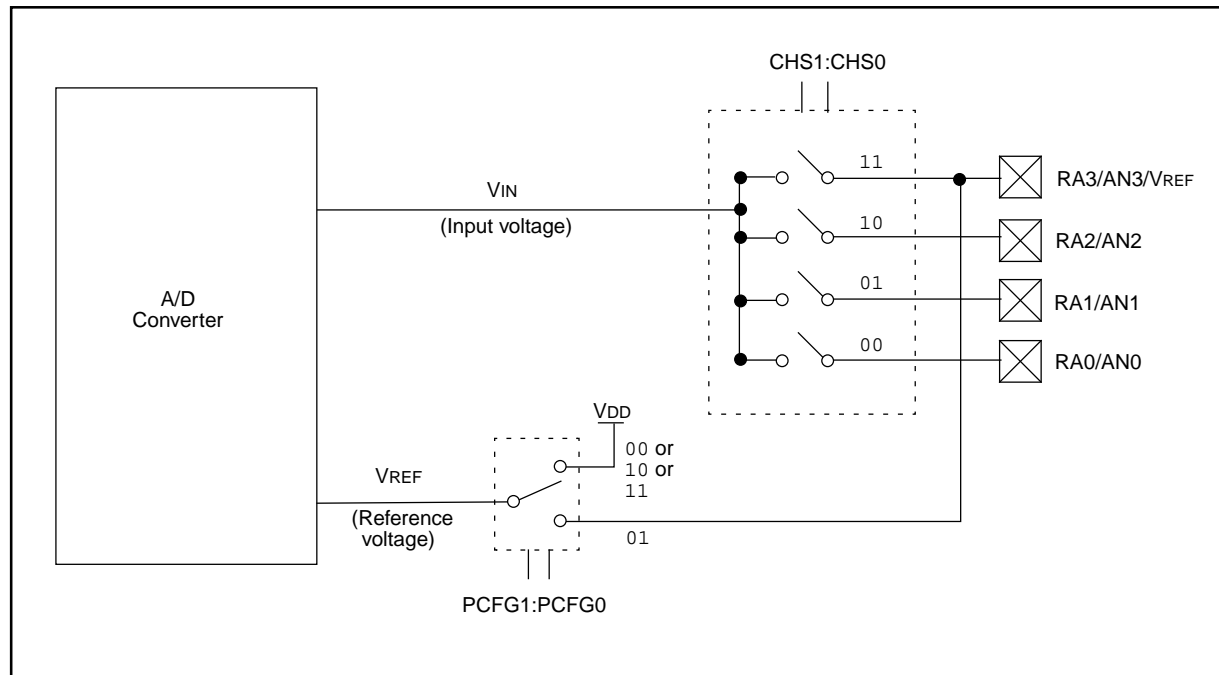 CHS1:CHS0
A/D
Converter
VIN
(Input voltage)
11
RA3/AN3/VREF
10
RA2/AN2
01
RA1/AN1
00
RA0/AN0
VDD
00 or
10 or
11
VREF
(Reference
voltage)
01
PCFG1:PCFG0